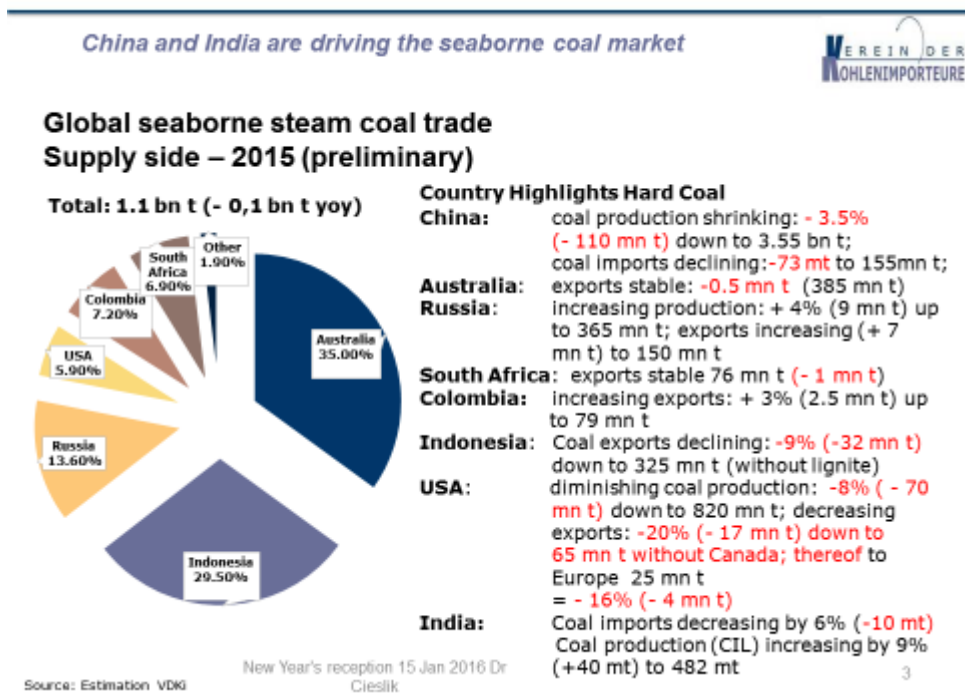 China and India are driving the seaborne coal market
VEREIN DER
KOHLENIMPORTEURE
Global seaborne steam coal trade
Supply side – 2015 (preliminary)
Total: 1.1 bn t (- 0,1 bn t yoy)
Other
1.90%
South
Africa
6.90%
Colombia
7.20%
USA
5.90%
Russia
13.60%
Indonesia
29.50%
Australia
35.00%
Country Highlights Hard Coal
China: coal production shrinking: - 3.5%
(- 110 mn t) down to 3.55 bn t;
coal imports declining:-73 mt to 155mn t;
Australia: exports stable: -0.5 mn t (385 mn t)
Russia: increasing production: + 4% (9 mn t) up
to 365 mn t; exports increasing (+ 7
mn t) to 150 mn t
South Africa: exports stable 76 mn t (- 1 mn t)
Colombia: increasing exports: + 3% (2.5 mn t) up
to 79 mn t
Indonesia: Coal exports declining: -9% (-32 mn t)
down to 325 mn t (without lignite)
USA: diminishing coal production: -8% ( - 70
mn t) down to 820 mn t; decreasing
exports: -20% (- 17 mn t) down to
65 mn t without Canada; thereof to
Europe 25 mn t
= - 16% (- 4 mn t)
India: Coal imports decreasing by 6% (-10 mt)
Coal production (CIL) increasing by 9%
(+40 mt) to 482 mt
Source: Estimation VDKi
New Year's reception 15 Jan 2016 Dr
Cieslik
3